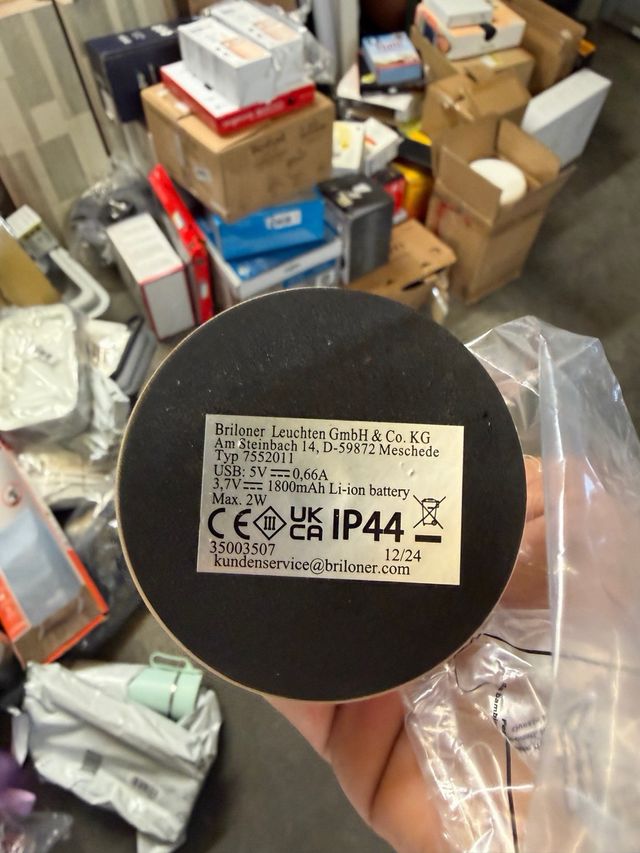 Briloner Leuchten GmbH & Co. KG
Am Steinbach 14, D-59872 Meschede
Typ 7552011
USB: 5V ⎓ 0,66A
3,7V ⎓ 1800mAh Li-ion battery
Max. 2W
CE III UK CA IP44
35003507 12/24
kundenservice@briloner.com